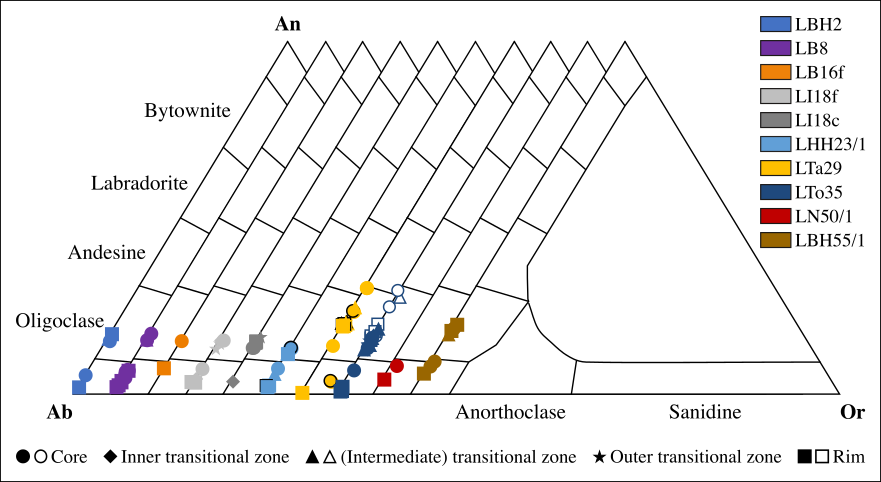 An
LBH2
LB8
LB16f
LI18f
LI18c
LHH23/1
LTa29
LTo35
LN50/1
LBH55/1
Bytownite
Labradorite
Andesine
Oligoclase
Ab
Anorthoclase
Sanidine
Or
Core
Inner transitional zone
(Intermediate) transitional zone
Outer transitional zone
Rim